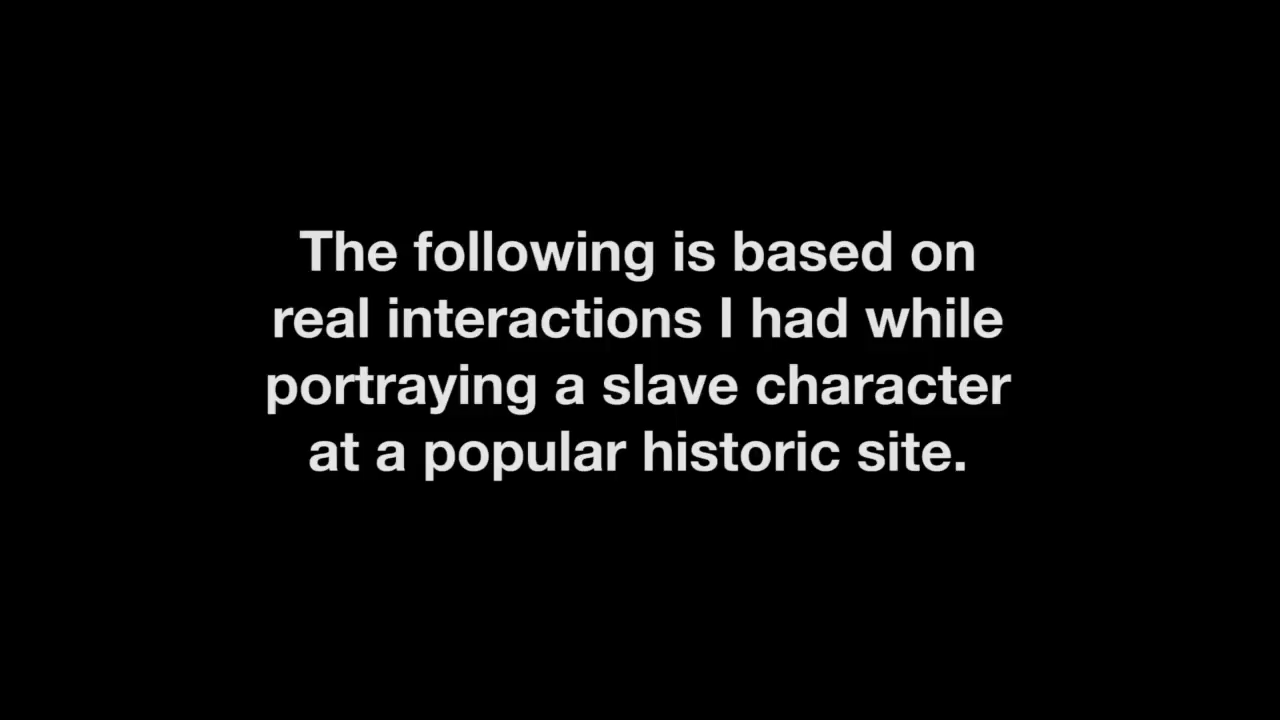 The following is based on
real interactions I had while
portraying a slave character
at a popular historic site.